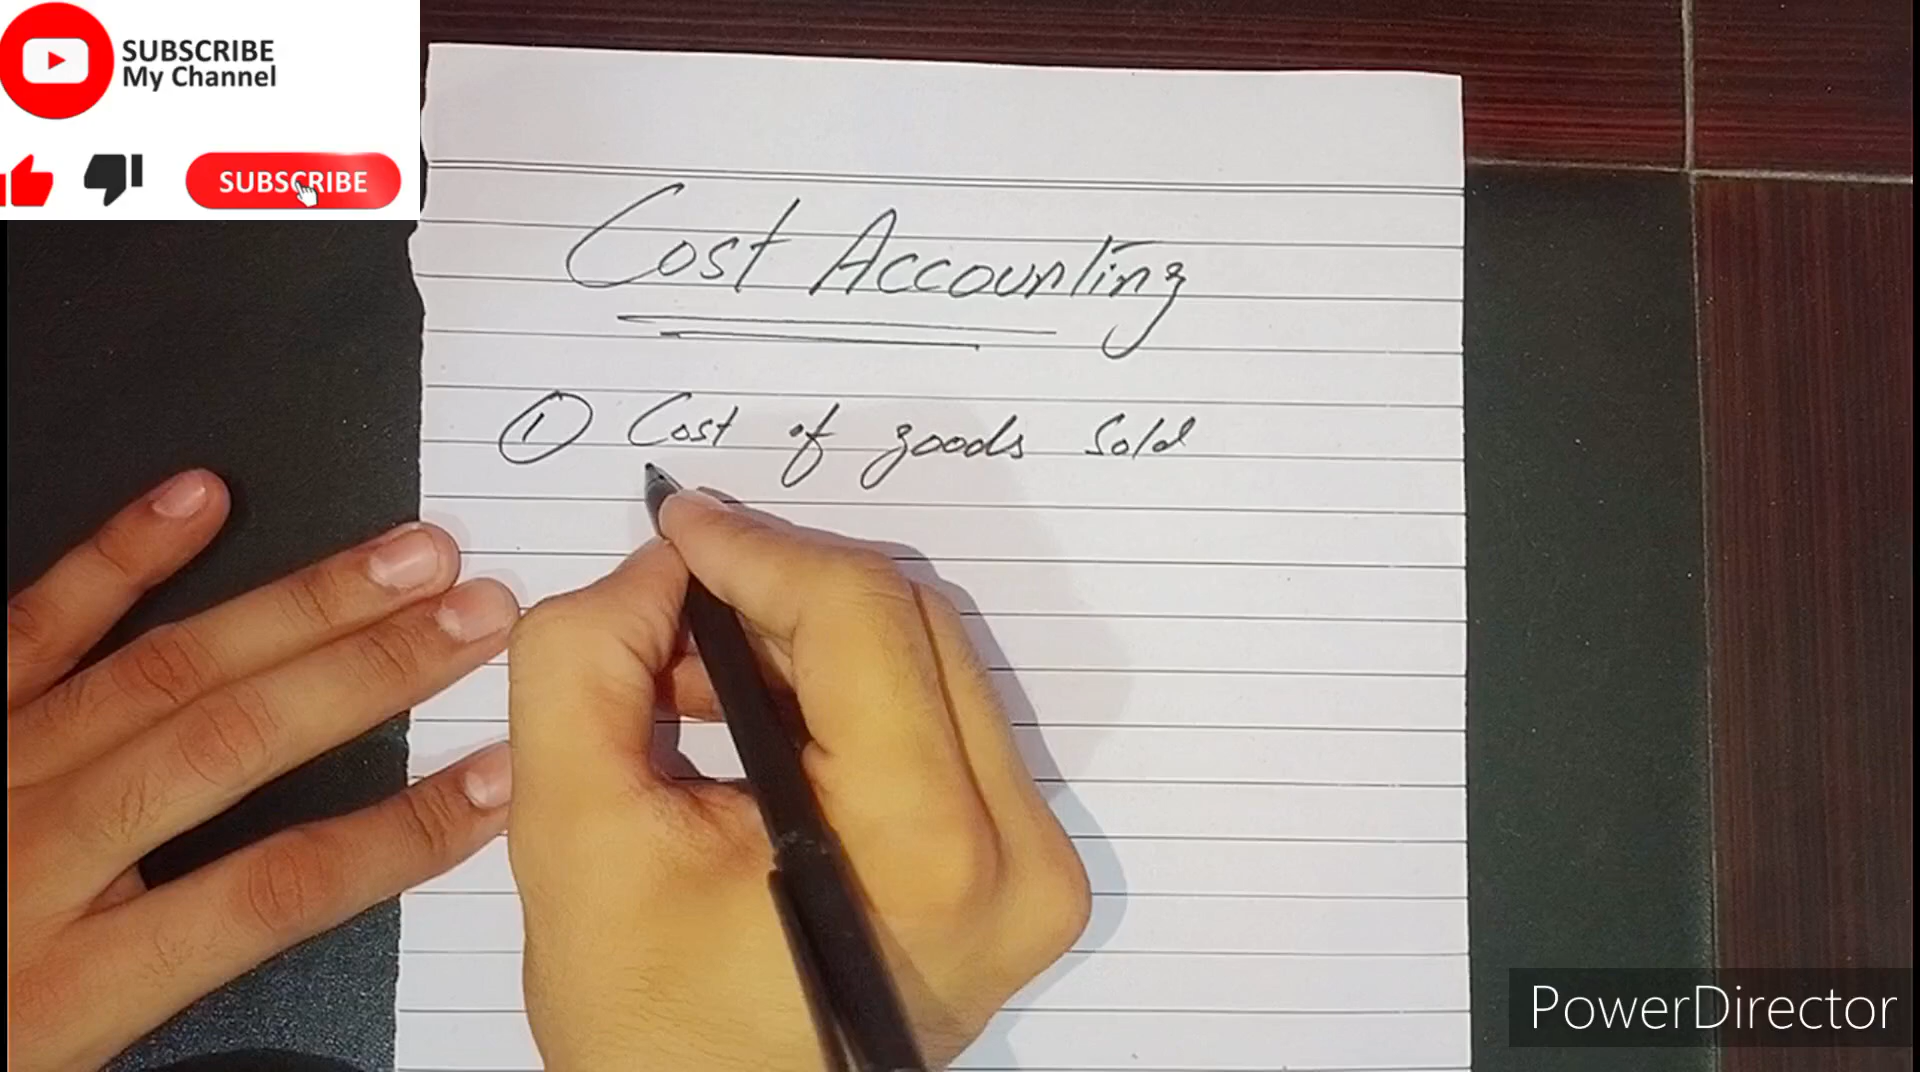 SUBSCRIBE
My Channel
SUBSCRIBE
Cost Accounting
① Cost of goods Sold
PowerDirector